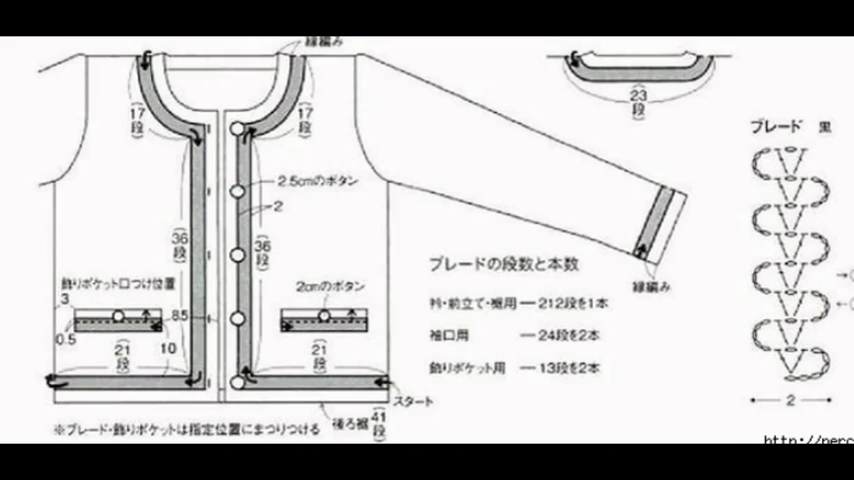 縁編み
(17段)
(17段)
(23段)
ブレード 黒
2.5cmのボタン
2
(36段)
(36段)
ブレードの段数と本数
縁編み
飾りポケット口つけ位置
2cmのボタン
3
衿・前立て・裾用 — 212段を1本
85
0.5
袖口用 — 24段を2本
(21段)
10
(21段)
飾りポケット用 — 13段を2本
スタート
2
後ろ裾 (41段)
※ブレード・飾りポケットは指定位置にまつりつける
http://perc